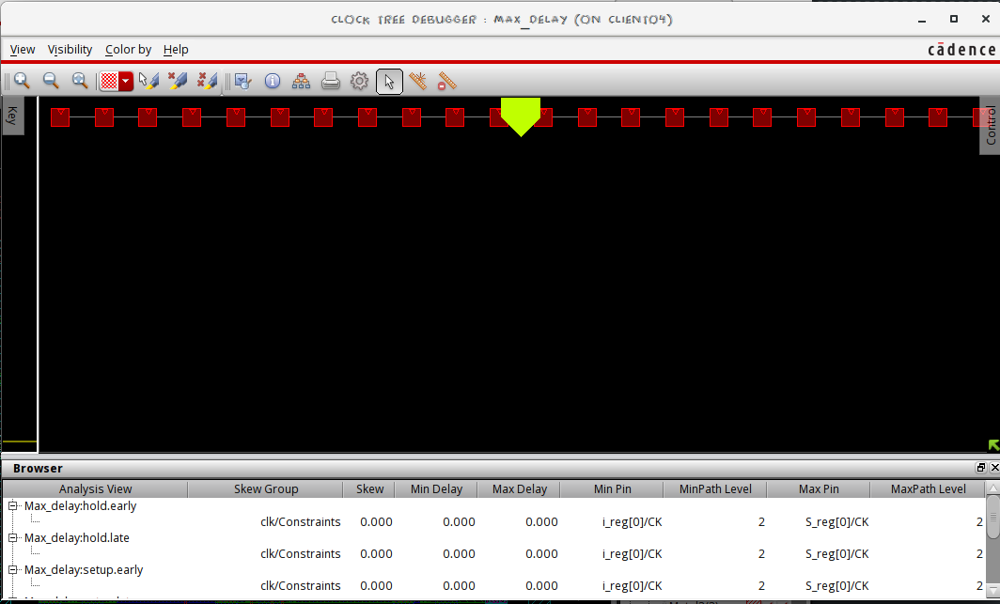 CLOCK TREE DEBUGGER : MAX_DELAY (ON CLIENT04)
View Visibility Color by Help
cādence
Key
Control
Browser
Analysis View Skew Group Skew Min Delay Max Delay Min Pin MinPath Level Max Pin MaxPath Level
Max_delay:hold.early
clk/Constraints 0.000 0.000 0.000 i_reg[0]/CK 2 S_reg[0]/CK 2
Max_delay:hold.late
clk/Constraints 0.000 0.000 0.000 i_reg[0]/CK 2 S_reg[0]/CK 2
Max_delay:setup.early
clk/Constraints 0.000 0.000 0.000 i_reg[0]/CK 2 S_reg[0]/CK 2